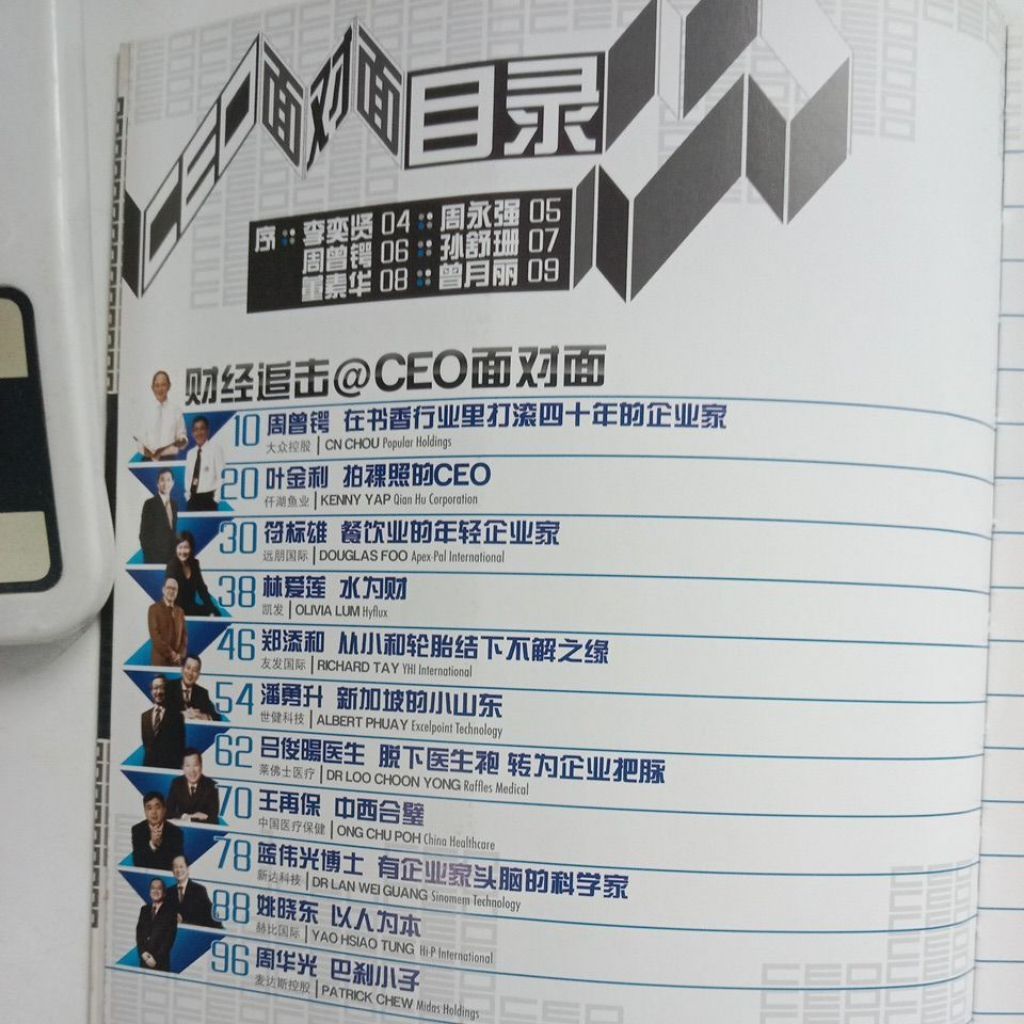 CEO面对面 目录
序 :: 李奕贤 04 :: 周永强 05
周曾锷 06 :: 孙舒珊 07
董素华 08 :: 曾月丽 09
财经追击@CEO面对面
10 周曾锷 在书香行业里打滚四十年的企业家
大众控股 | CN CHOU Popular Holdings
20 叶金利 拍裸照的CEO
仟湖鱼业 | KENNY YAP Qian Hu Corporation
30 符标雄 餐饮业的年轻企业家
远朋国际 | DOUGLAS FOO Apex-Pal International
38 林爱莲 水为财
凯发 | OLIVIA LUM Hyflux
46 郑添和 从小和轮胎结下不解之缘
友发国际 | RICHARD TAY YHI International
54 潘勇升 新加坡的小山东
世健科技 | ALBERT PHUAY Excelpoint Technology
62 吕俊暘医生 脱下医生袍 转为企业把脉
莱佛士医疗 | DR LOO CHOON YONG Raffles Medical
70 王再保 中西合璧
中国医疗保健 | ONG CHU POH China Healthcare
78 蓝伟光博士 有企业家头脑的科学家
新达科技 | DR LAN WEI GUANG Sinomem Technology
88 姚晓东 以人为本
赫比国际 | YAO HSIAO TUNG Hi-P International
96 周华光 巴刹小子
麦达斯控股 | PATRICK CHEW Midas Holdings